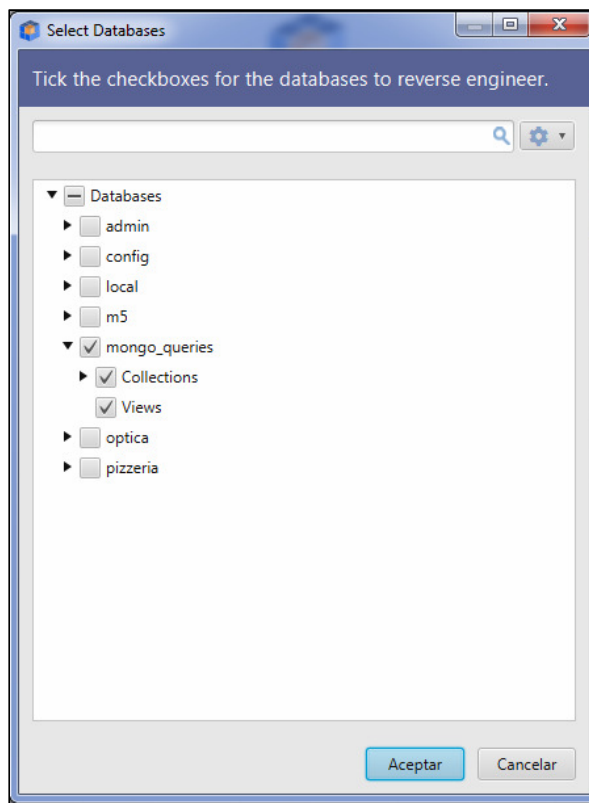 Select Databases
Tick the checkboxes for the databases to reverse engineer.
Databases
admin
config
local
m5
mongo_queries
Collections
Views
optica
pizzeria
Aceptar Cancelar